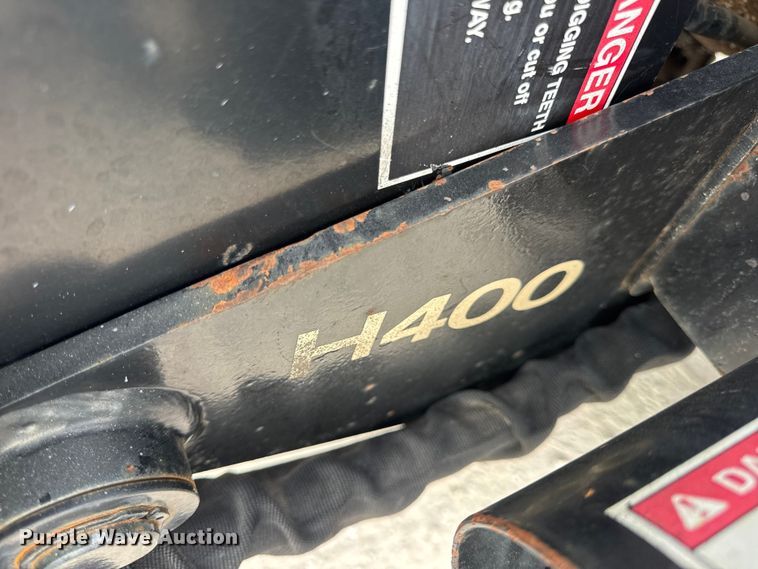 ANGER
DIGGING TEETH
ou or cut off
g.
WAY.
H400
DA
Purple Wave Auction